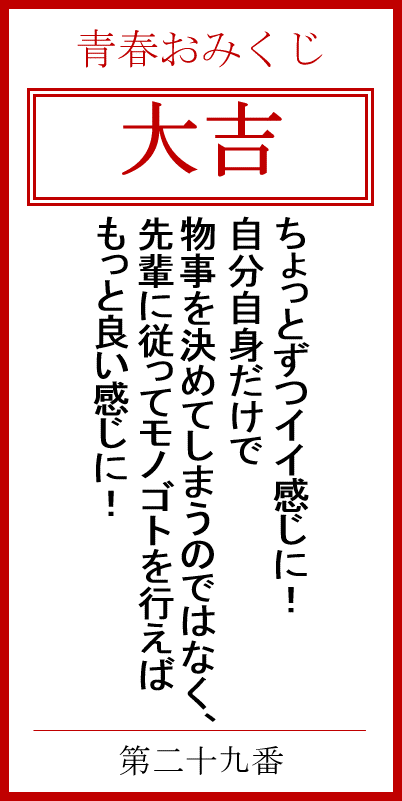 青春おみくじ
大吉
ちょっとずつイイ感じに！
自分自身だけで
物事を決めてしまうのではなく、
先輩に従ってモノゴトを行えば
もっと良い感じに！
第二十九番